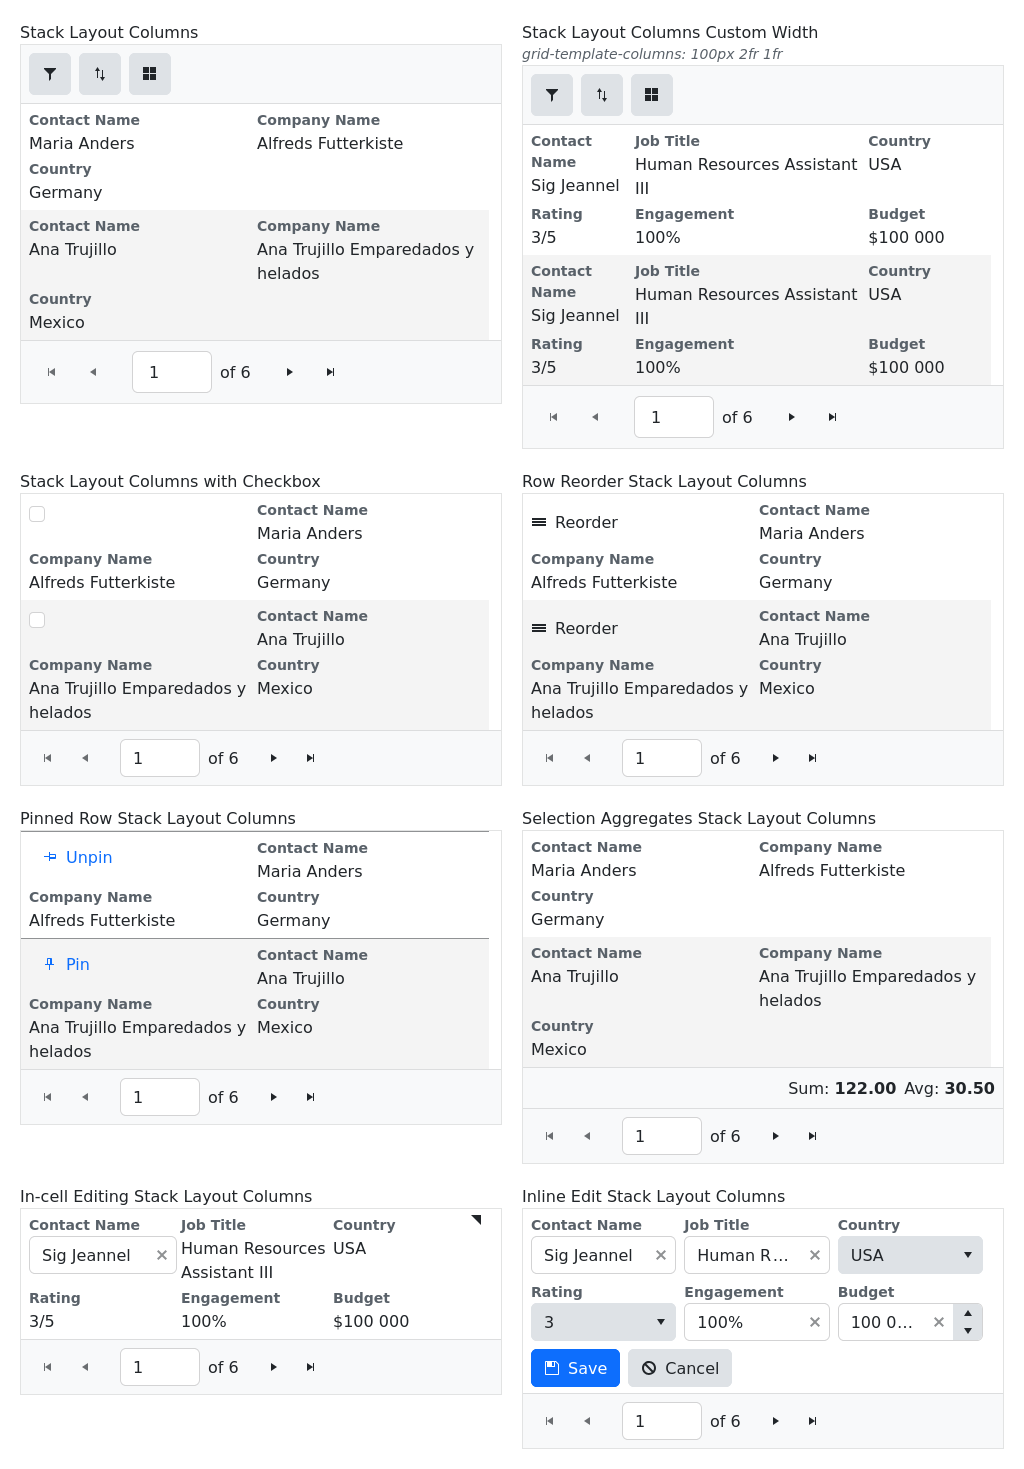 Stack Layout Columns
Contact Name Company Name
Maria Anders Alfreds Futterkiste
Country
Germany
Contact Name Company Name
Ana Trujillo Ana Trujillo Emparedados y
helados
Country
Mexico
1 of 6
Stack Layout Columns Custom Width
grid-template-columns: 100px 2fr 1fr
Contact Job Title Country
Name Human Resources Assistant USA
Sig Jeannel III
Rating Engagement Budget
3/5 100% $100 000
Contact Job Title Country
Name Human Resources Assistant USA
Sig Jeannel III
Rating Engagement Budget
3/5 100% $100 000
1 of 6
Stack Layout Columns with Checkbox
Contact Name
Maria Anders
Company Name Country
Alfreds Futterkiste Germany
Contact Name
Ana Trujillo
Company Name Country
Ana Trujillo Emparedados y Mexico
helados
1 of 6
Row Reorder Stack Layout Columns
Contact Name
Reorder Maria Anders
Company Name Country
Alfreds Futterkiste Germany
Contact Name
Reorder Ana Trujillo
Company Name Country
Ana Trujillo Emparedados y Mexico
helados
1 of 6
Pinned Row Stack Layout Columns
Contact Name
Unpin Maria Anders
Company Name Country
Alfreds Futterkiste Germany
Contact Name
Pin Ana Trujillo
Company Name Country
Ana Trujillo Emparedados y Mexico
helados
1 of 6
Selection Aggregates Stack Layout Columns
Contact Name Company Name
Maria Anders Alfreds Futterkiste
Country
Germany
Contact Name Company Name
Ana Trujillo Ana Trujillo Emparedados y
helados
Country
Mexico
Sum: 122.00 Avg: 30.50
1 of 6
In-cell Editing Stack Layout Columns
Contact Name Job Title Country
Sig Jeannel Human Resources USA
Assistant III
Rating Engagement Budget
3/5 100% $100 000
1 of 6
Inline Edit Stack Layout Columns
Contact Name Job Title Country
Sig Jeannel Human R… USA
Rating Engagement Budget
3 100% 100 0…
Save Cancel
1 of 6